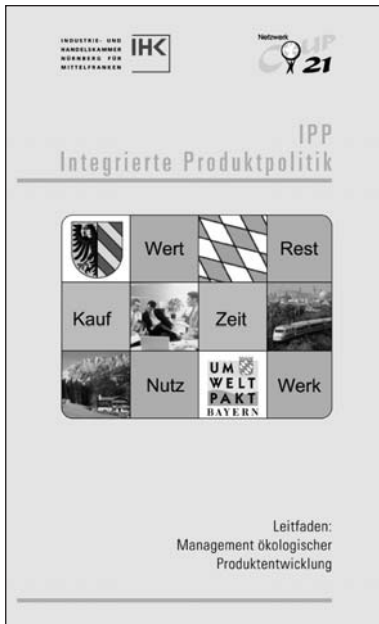 INDUSTRIE- UND
HANDELSKAMMER
NÜRNBERG FÜR
MITTELFRANKEN
IHK
Netzwerk
COUP
21
IPP
Integrierte Produktpolitik
Wert
Rest
Kauf
Zeit
Nutz
UM
WELT
PAKT
BAYERN
Werk
Leitfaden:
Management ökologischer
Produktentwicklung